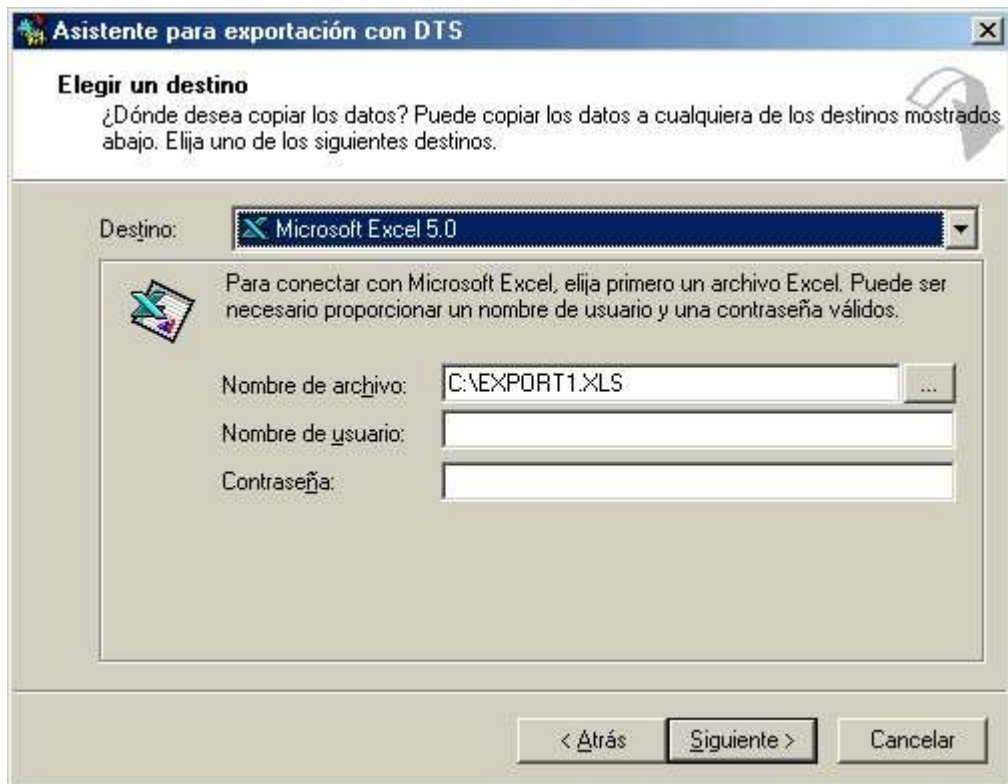 Asistente para exportación con DTS
Elegir un destino
¿Dónde desea copiar los datos? Puede copiar los datos a cualquiera de los destinos mostrados
abajo. Elija uno de los siguientes destinos.
Destino:
Microsoft Excel 5.0
Para conectar con Microsoft Excel, elija primero un archivo Excel. Puede ser
necesario proporcionar un nombre de usuario y una contraseña válidos.
Nombre de archivo:
C:\EXPORT1.XLS
...
Nombre de usuario:
Contraseña:
< Atrás
Siguiente >
Cancelar